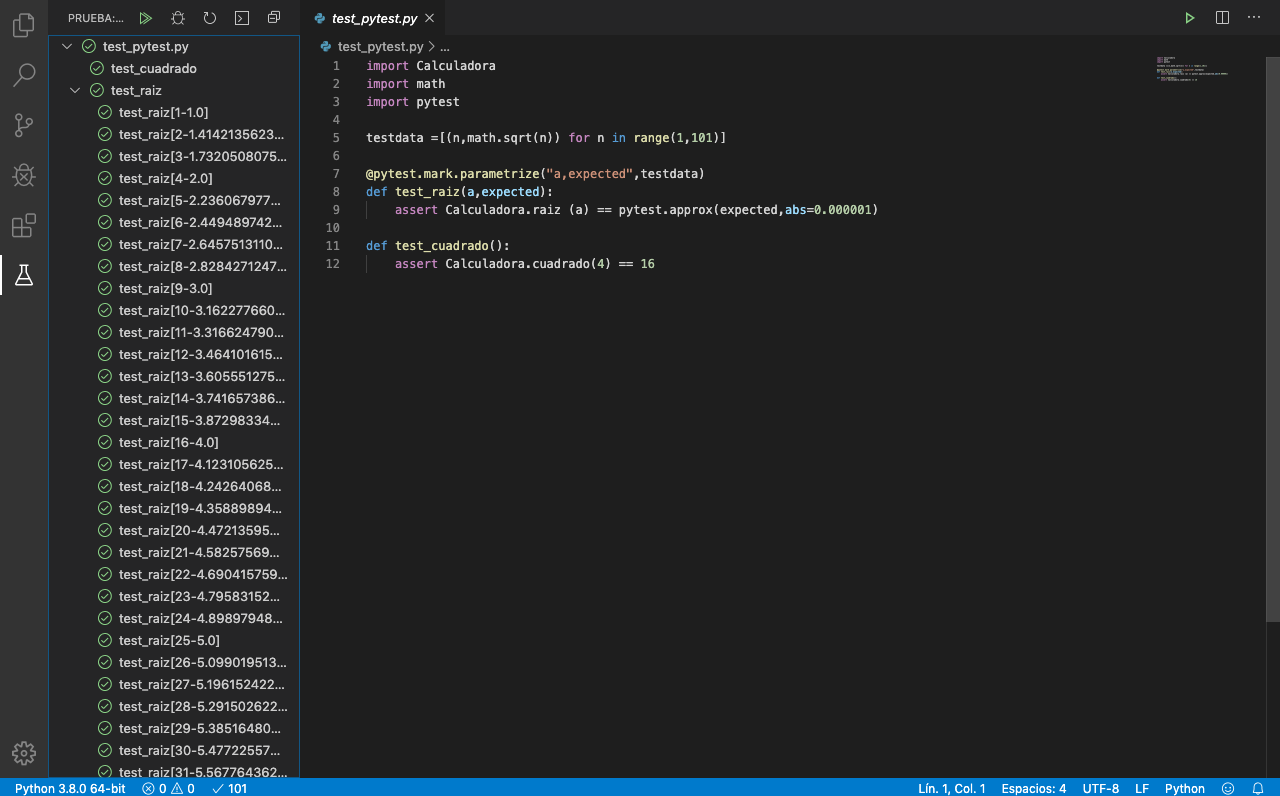 PRUEBA:...
test_pytest.py
test_cuadrado
test_raiz
test_raiz[1-1.0]
test_raiz[2-1.4142135623...
test_raiz[3-1.7320508075...
test_raiz[4-2.0]
test_raiz[5-2.236067977...
test_raiz[6-2.449489742...
test_raiz[7-2.6457513110...
test_raiz[8-2.8284271247...
test_raiz[9-3.0]
test_raiz[10-3.162277660...
test_raiz[11-3.316624790...
test_raiz[12-3.464101615...
test_raiz[13-3.605551275...
test_raiz[14-3.741657386...
test_raiz[15-3.87298334...
test_raiz[16-4.0]
test_raiz[17-4.123105625...
test_raiz[18-4.24264068...
test_raiz[19-4.35889894...
test_raiz[20-4.47213595...
test_raiz[21-4.58257569...
test_raiz[22-4.690415759...
test_raiz[23-4.79583152...
test_raiz[24-4.89897948...
test_raiz[25-5.0]
test_raiz[26-5.099019513...
test_raiz[27-5.196152422...
test_raiz[28-5.291502622...
test_raiz[29-5.38516480...
test_raiz[30-5.47722557...
test_raiz[31-5.567764362...
test_pytest.py
test_pytest.py > ...
1 import Calculadora
2 import math
3 import pytest
4
5 testdata =[(n,math.sqrt(n)) for n in range(1,101)]
6
7 @pytest.mark.parametrize("a,expected",testdata)
8 def test_raiz(a,expected):
9 assert Calculadora.raiz (a) == pytest.approx(expected,abs=0.000001)
10
11 def test_cuadrado():
12 assert Calculadora.cuadrado(4) == 16
Python 3.8.0 64-bit 0 0 101 Lín. 1, Col. 1 Espacios: 4 UTF-8 LF Python